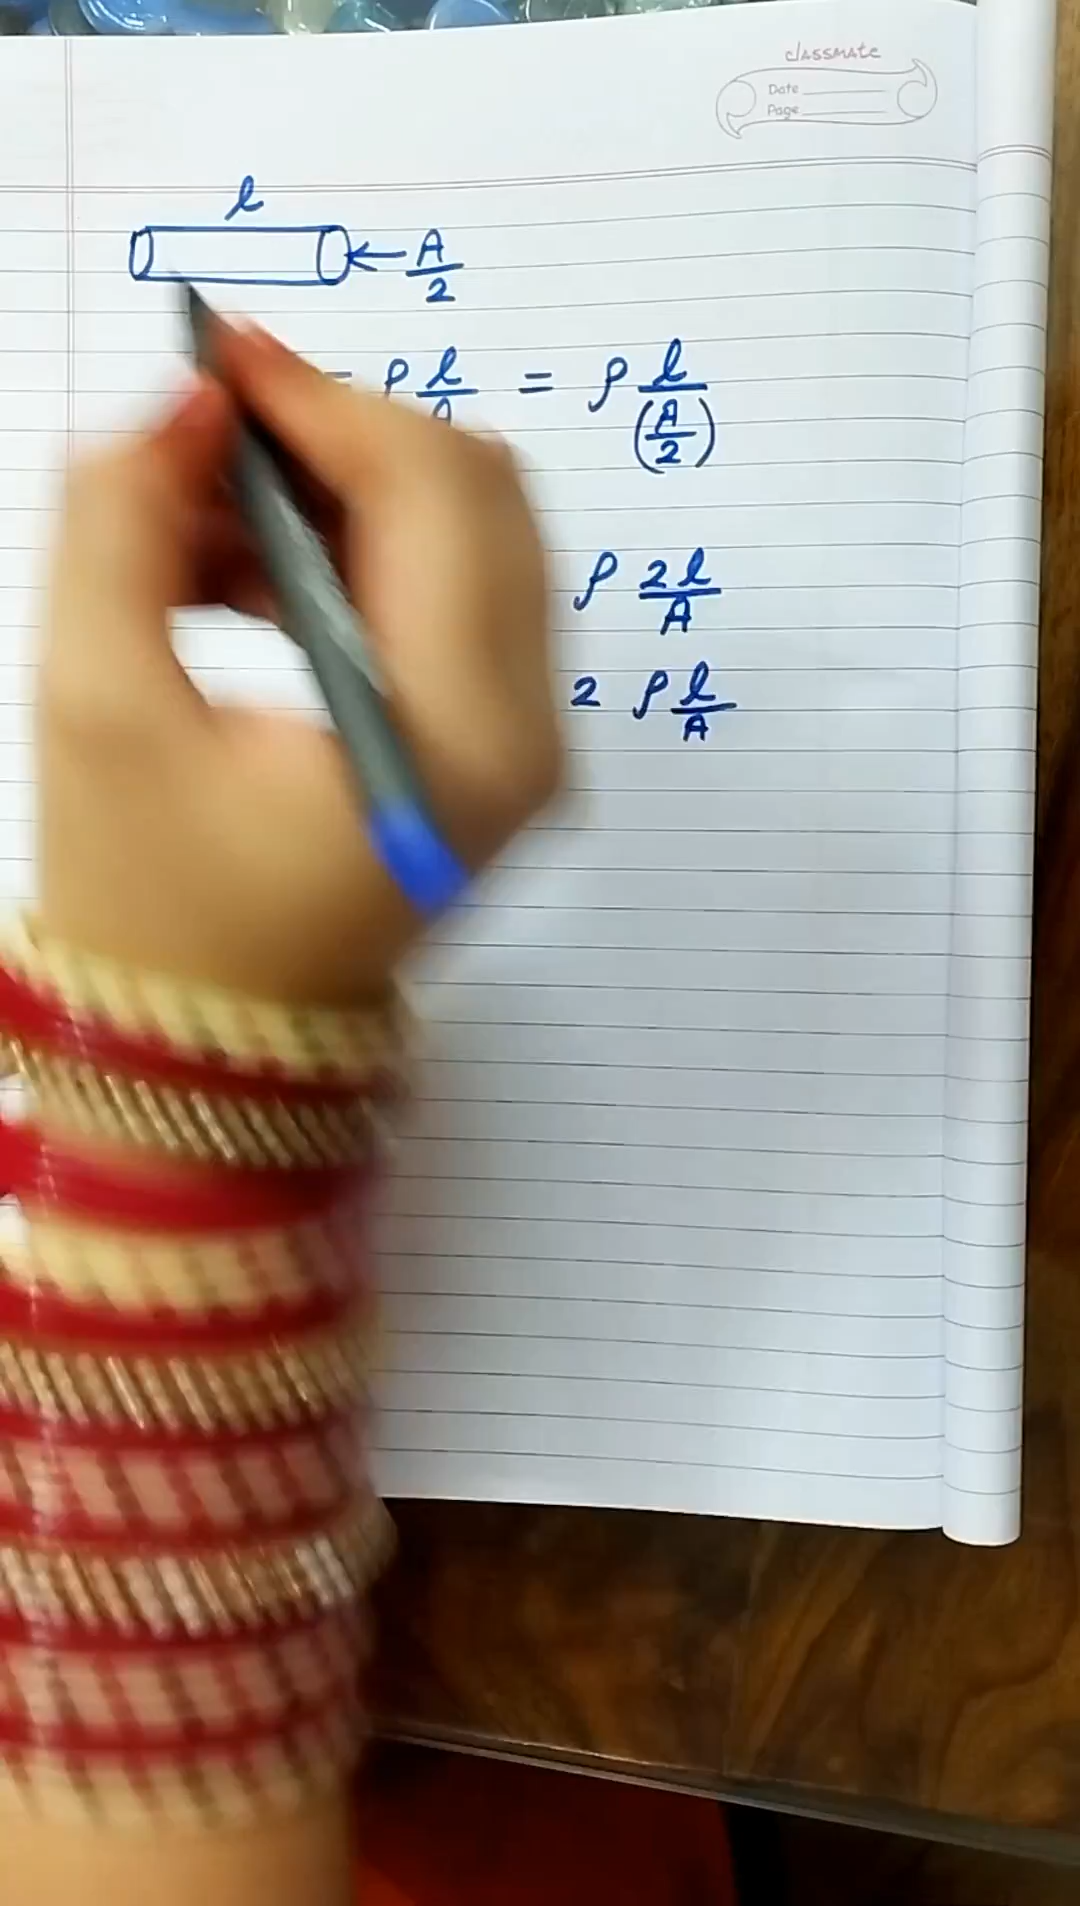 classmate
Date
Page
l
A/2
= ρ l/A = ρ l/(A/2)
ρ 2l/A
2 ρ l/A